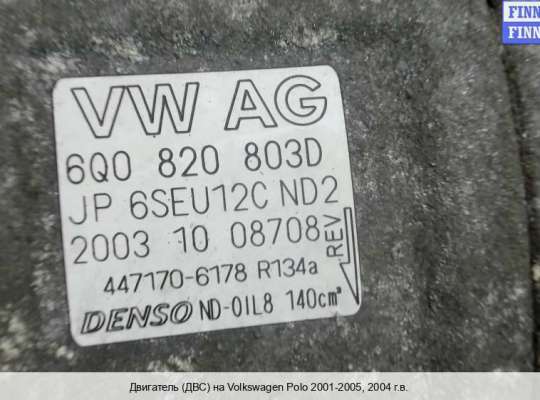 FINN
FINN
VW AG
6Q0 820 803D
JP 6SEU12C ND2
2003 10 08708
REV
447170-6178 R134a
DENSO ND-OIL8 140cm³
Двигатель (ДВС) на Volkswagen Polo 2001-2005, 2004 г.в.